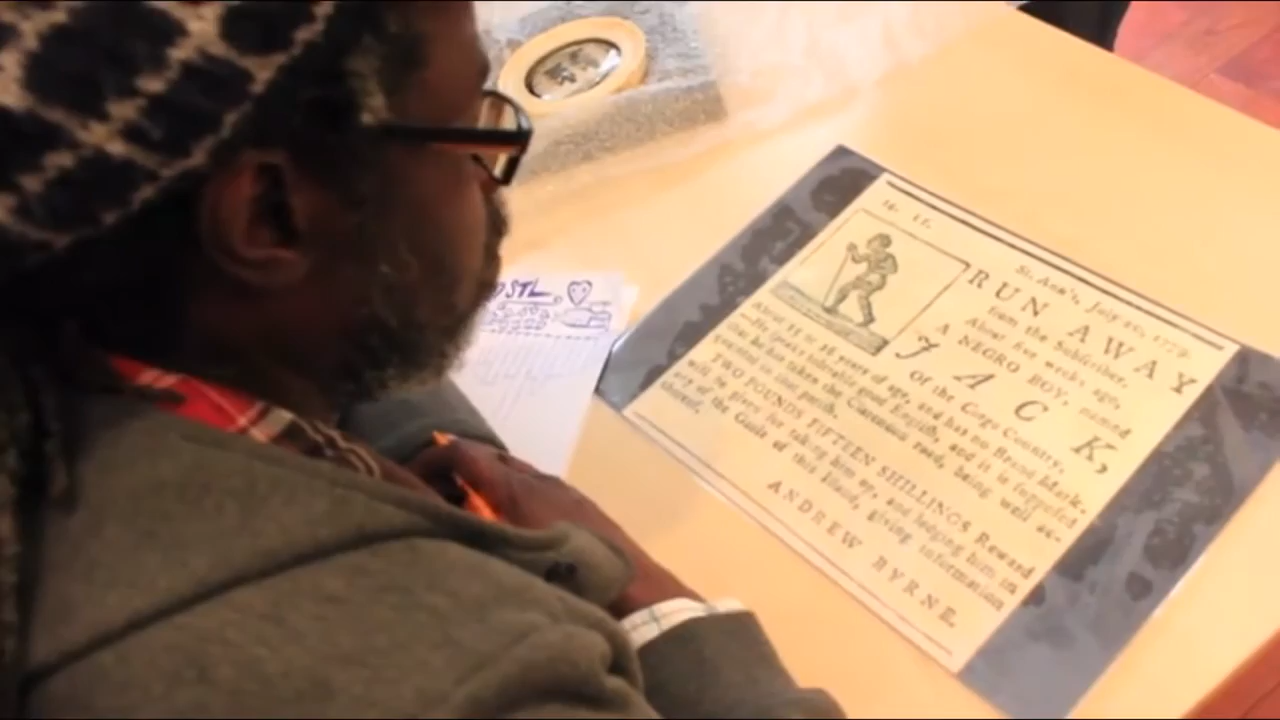 St. Ann's, July 10, 1779.
RUN AWAY
from the Subscriber,
About five weeks ago,
A NEGRO BOY, named
JACK,
Of the Congo Country,
About 15 or 16 years of age, and has no Brand Mark.
—He speaks tolerable good English, and it is supposed
that he has taken the Clarendon road, being well ac-
quainted in that parish.
TWO POUNDS FIFTEEN SHILLINGS Reward
will be given for taking him up, and lodging him in
any of the Gaols of this Island, giving information
ANDREW BYRNE.
STL